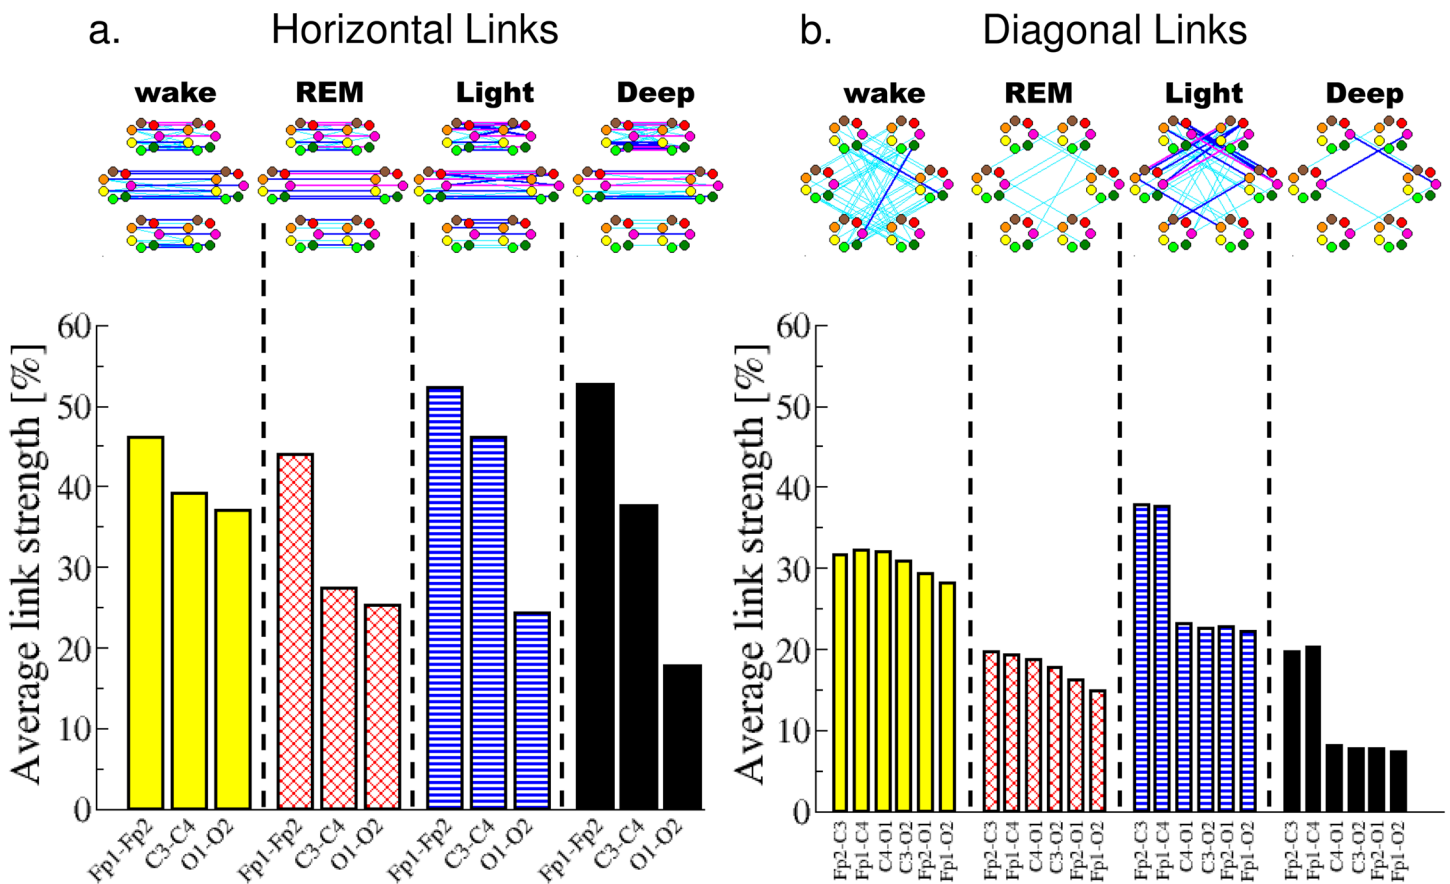 a. Horizontal Links
wake REM Light Deep
Average link strength [%]
60
50
40
30
20
10
0
Fp1-Fp2 C3-C4 O1-O2 Fp1-Fp2 C3-C4 O1-O2 Fp1-Fp2 C3-C4 O1-O2 Fp1-Fp2 C3-C4 O1-O2
b. Diagonal Links
wake REM Light Deep
Average link strength [%]
60
50
40
30
20
10
0
Fp2-C3 Fp1-C4 C4-O1 C3-O2 Fp2-O1 Fp1-O2 Fp2-C3 Fp1-C4 C4-O1 C3-O2 Fp2-O1 Fp1-O2 Fp2-C3 Fp1-C4 C4-O1 C3-O2 Fp2-O1 Fp1-O2 Fp2-C3 Fp1-C4 C4-O1 C3-O2 Fp2-O1 Fp1-O2